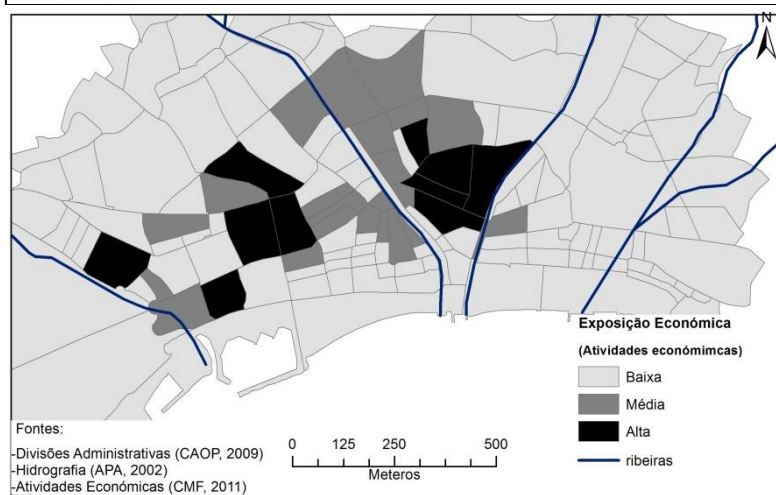 N
Exposição Económica
(Atividades económimcas)
Baixa
Média
Alta
ribeiras
Fontes:
-Divisões Administrativas (CAOP, 2009)
-Hidrografia (APA, 2002)
-Atividades Económicas (CMF, 2011)
0 125 250 500
Meteros